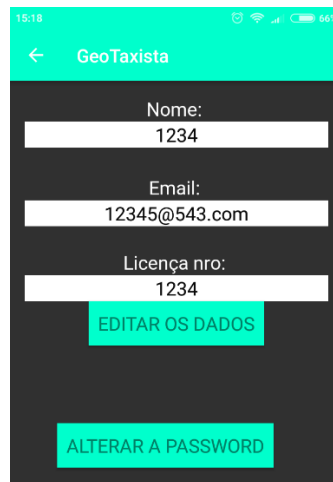 15:18 66%
GeoTaxista
Nome:
1234
Email:
12345@543.com
Licença nro:
1234
EDITAR OS DADOS
ALTERAR A PASSWORD